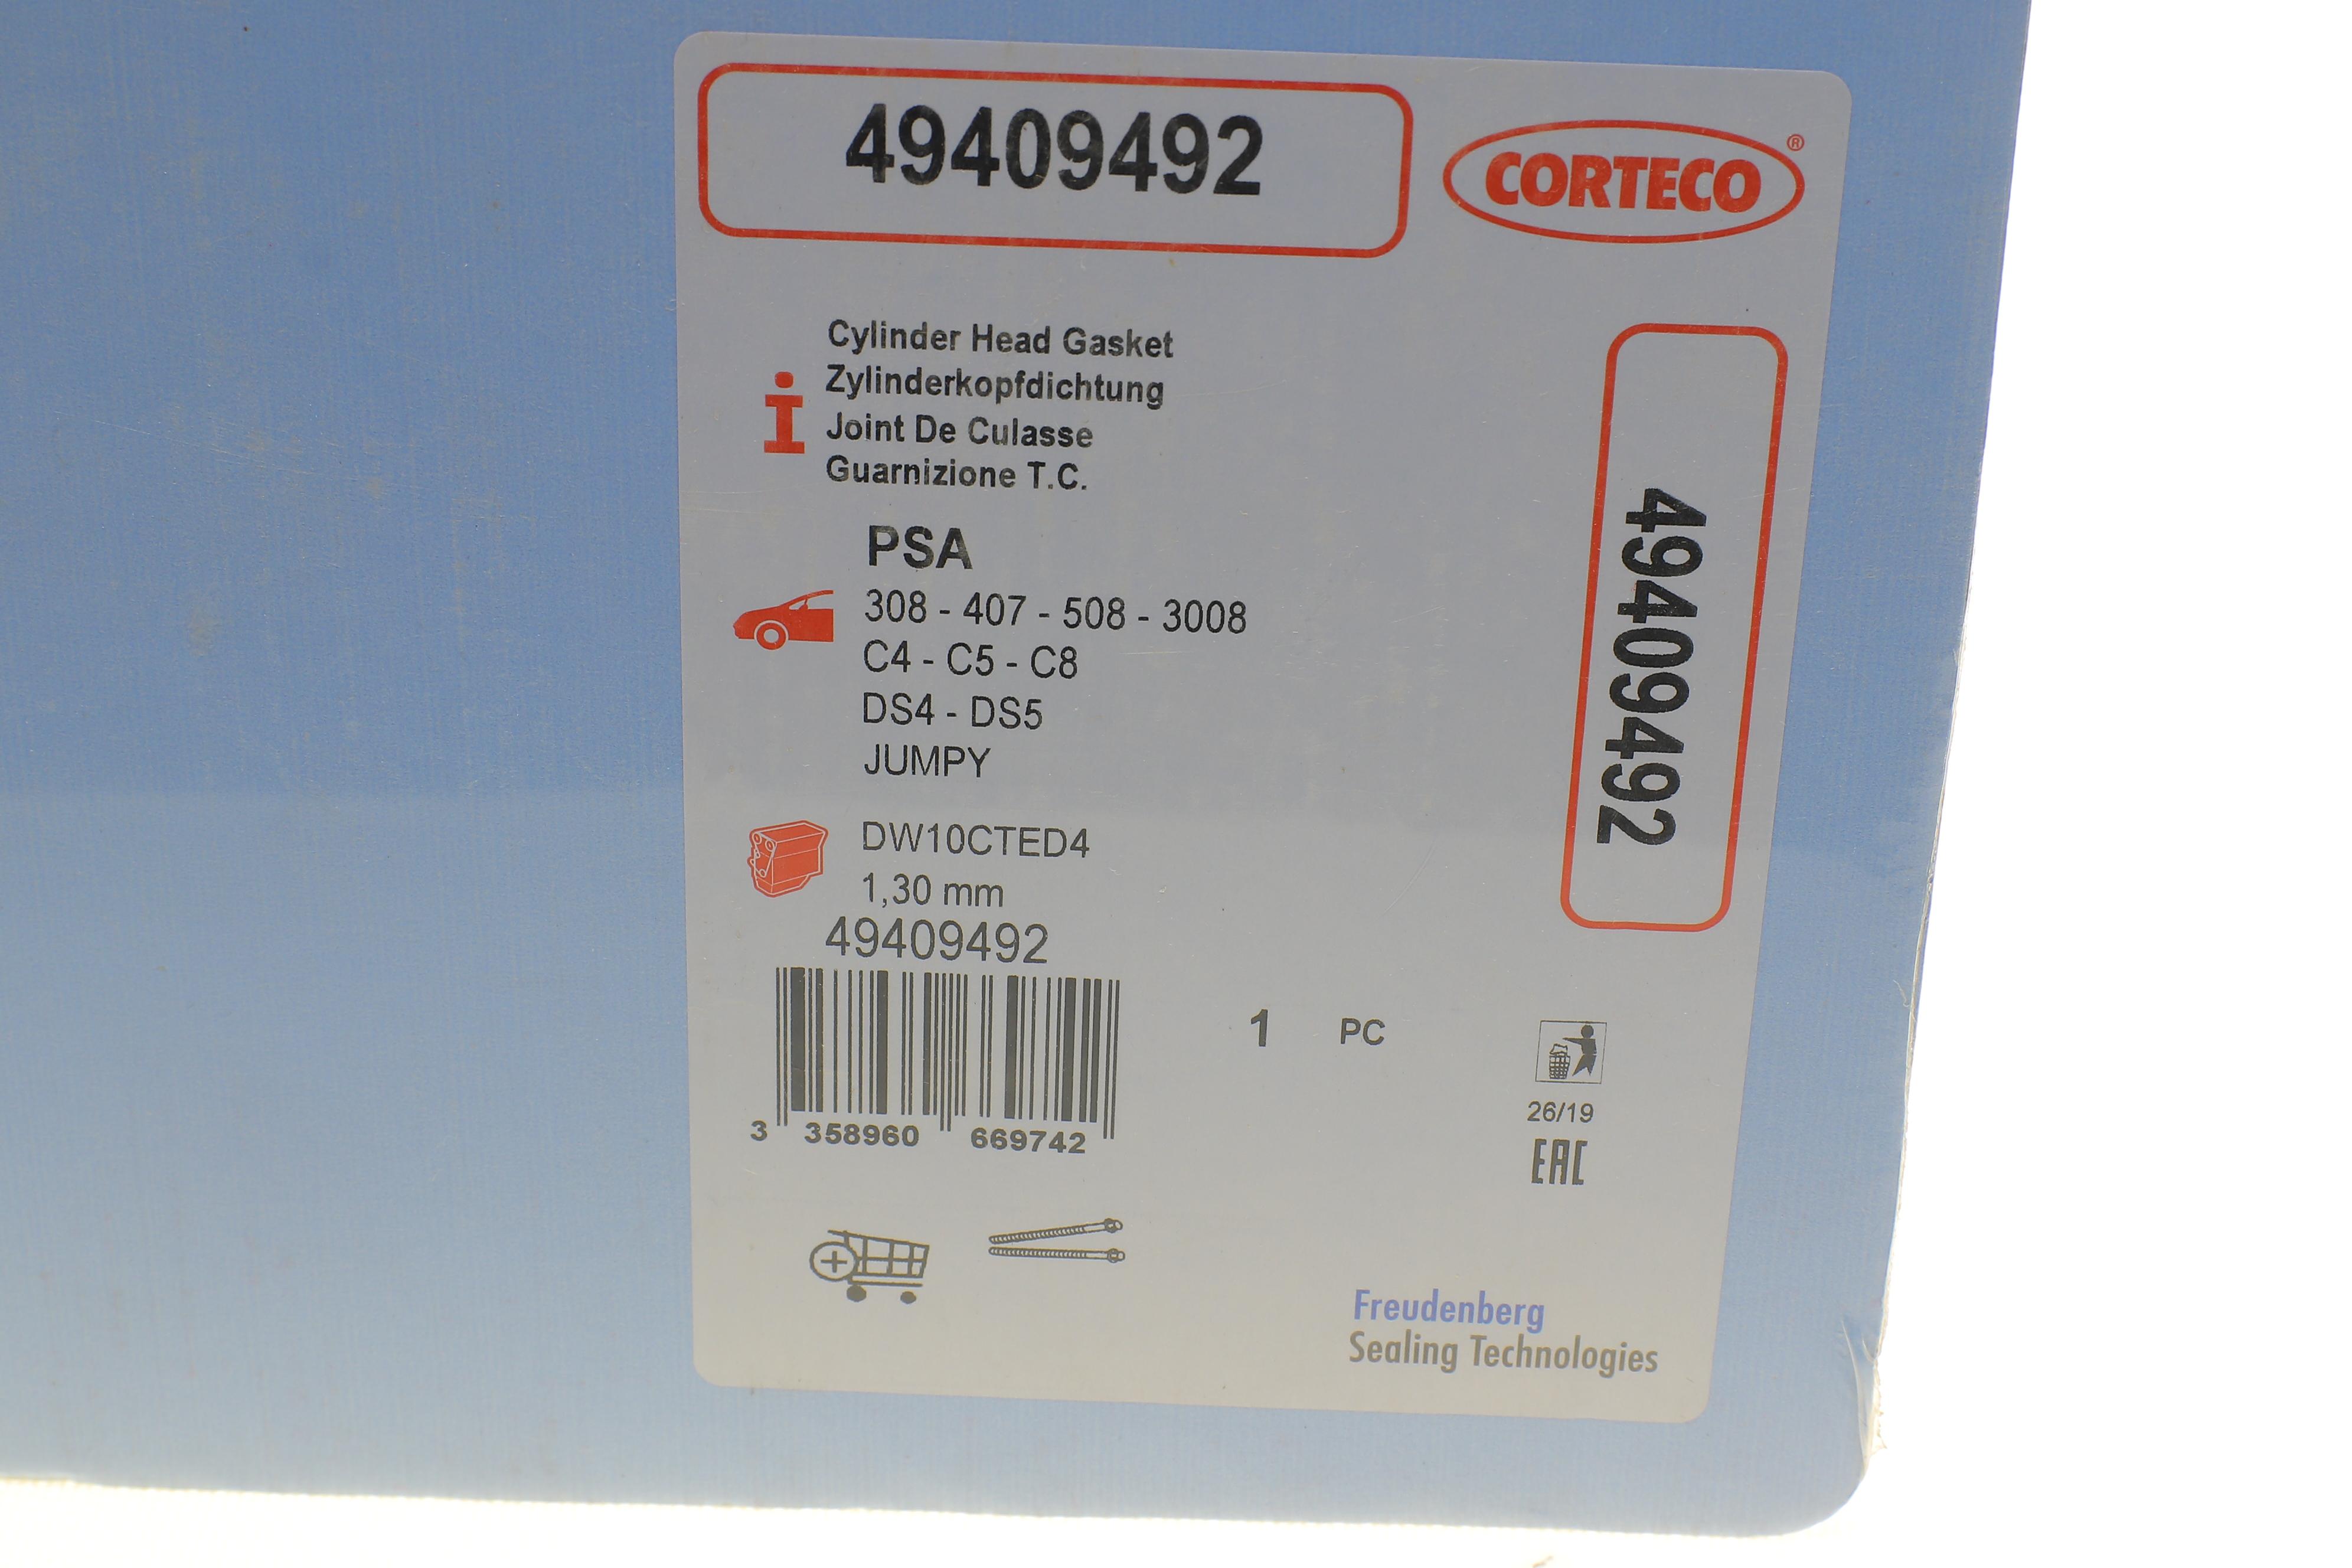 49409492
CORTECO®
Cylinder Head Gasket
Zylinderkopfdichtung
Joint De Culasse
Guarnizione T.C.
PSA
308 - 407 - 508 - 3008
C4 - C5 - C8
DS4 - DS5
JUMPY
49409492
DW10CTED4
1,30 mm
49409492
3 358960 669742
1 PC
26/19
EAC
Freudenberg
Sealing Technologies